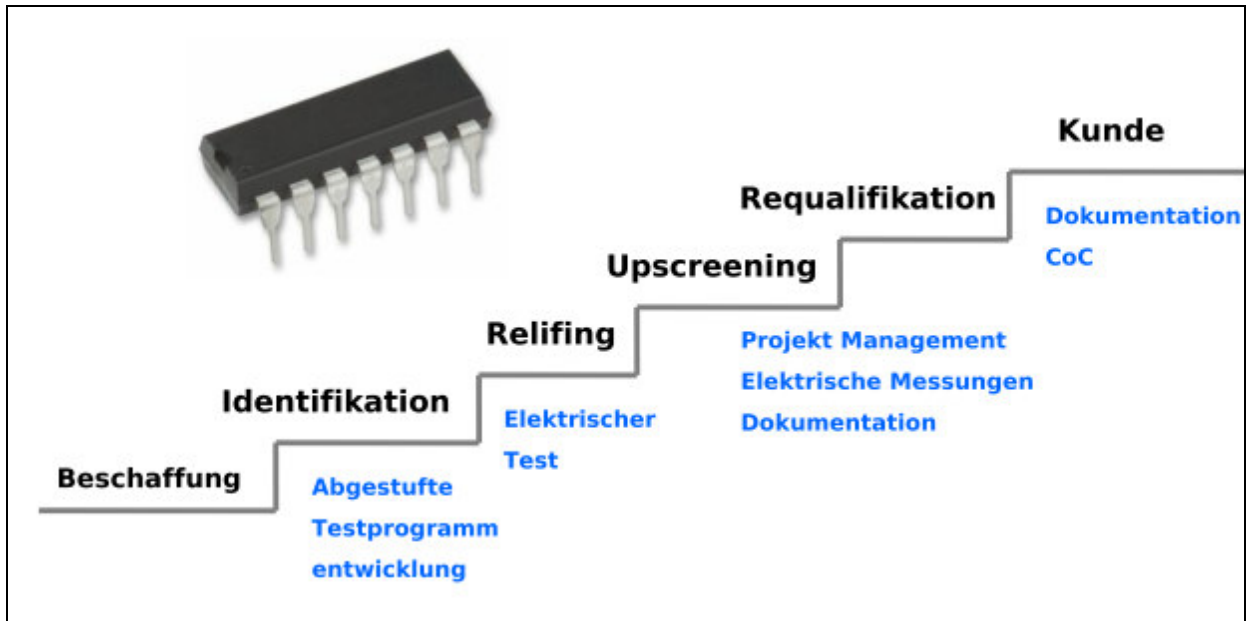 Kunde
Requalifikation
Dokumentation
CoC
Upscreening
Projekt Management
Elektrische Messungen
Dokumentation
Relifing
Elektrischer
Test
Identifikation
Abgestufte
Testprogramm
entwicklung
Beschaffung